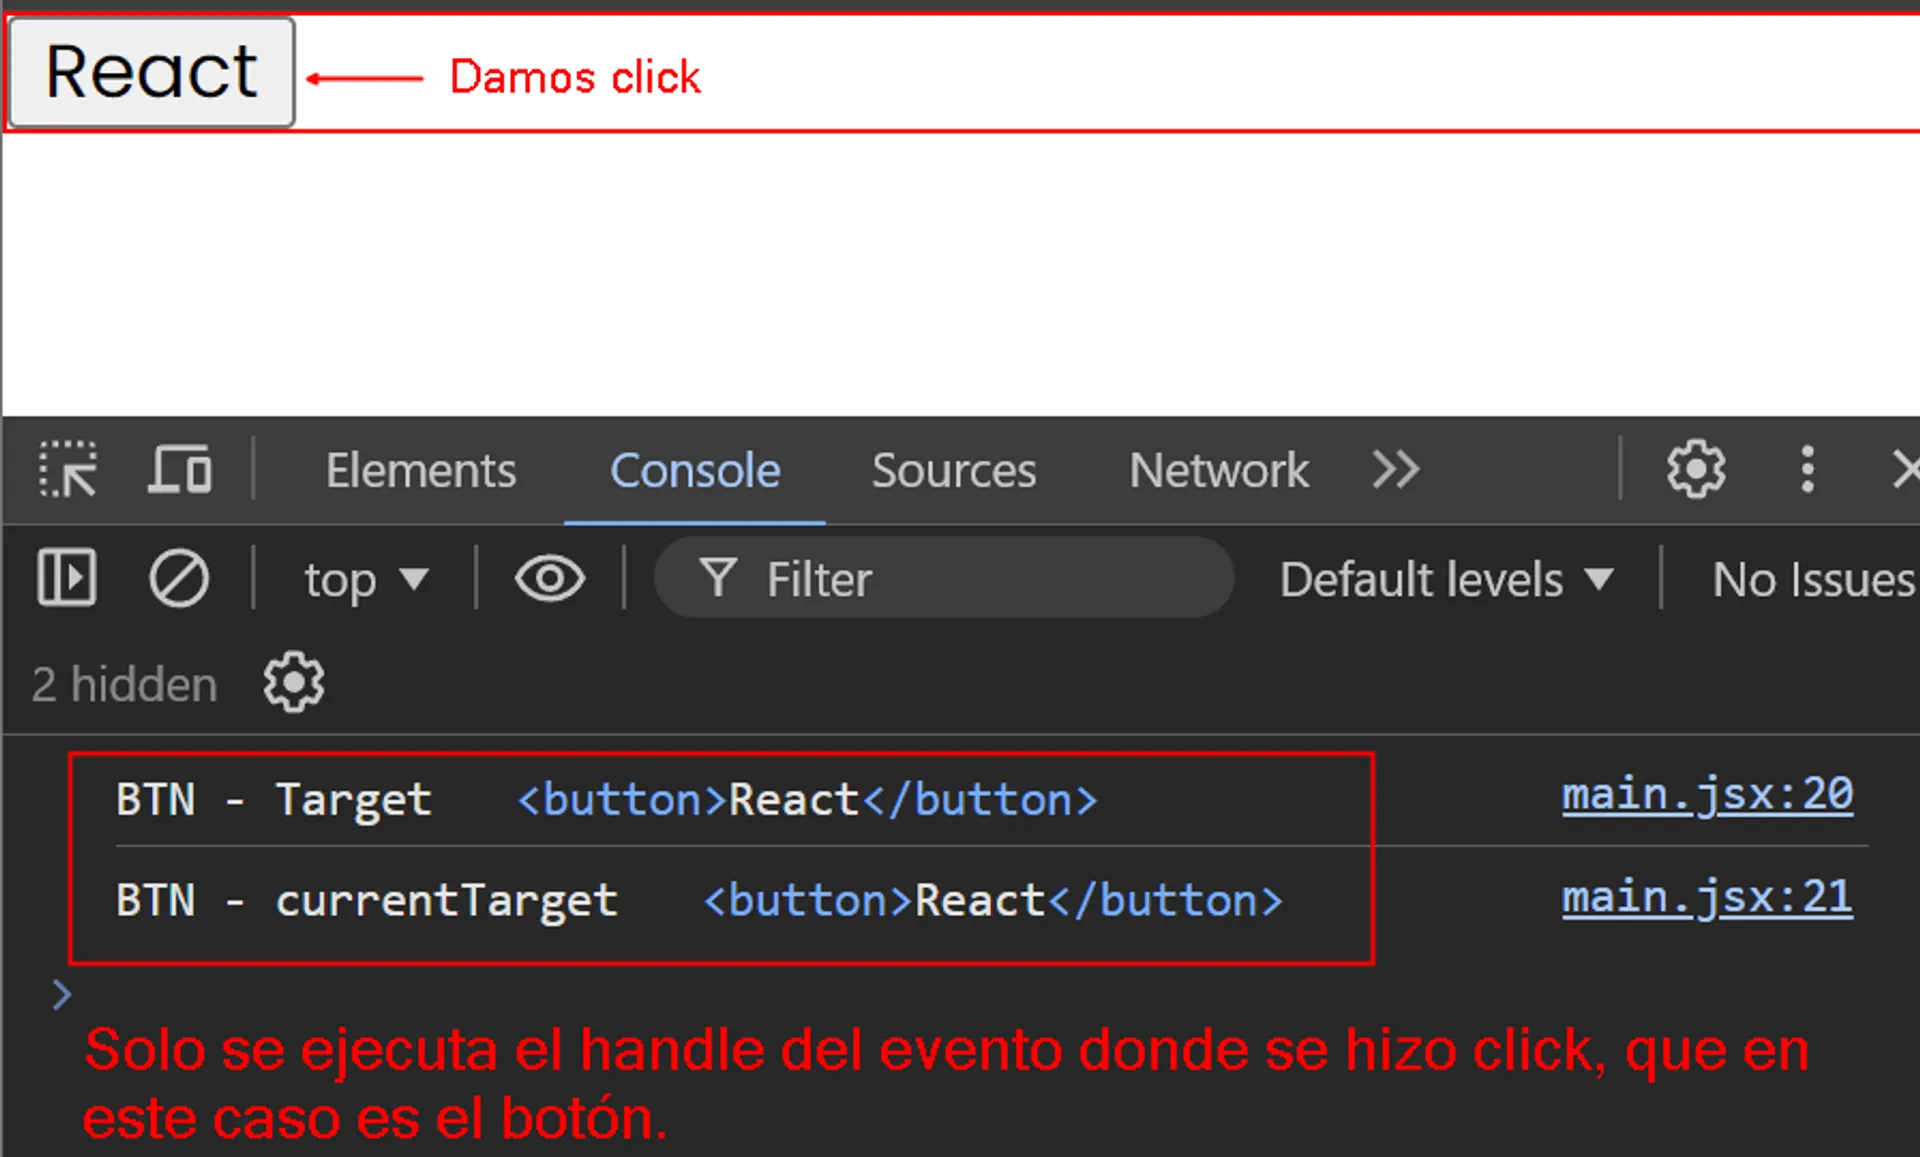 React
Damos click
Elements Console Sources Network
top Filter Default levels No Issues
2 hidden
BTN - Target <button>React</button> main.jsx:20
BTN - currentTarget <button>React</button> main.jsx:21
Solo se ejecuta el handle del evento donde se hizo click, que en
este caso es el botón.